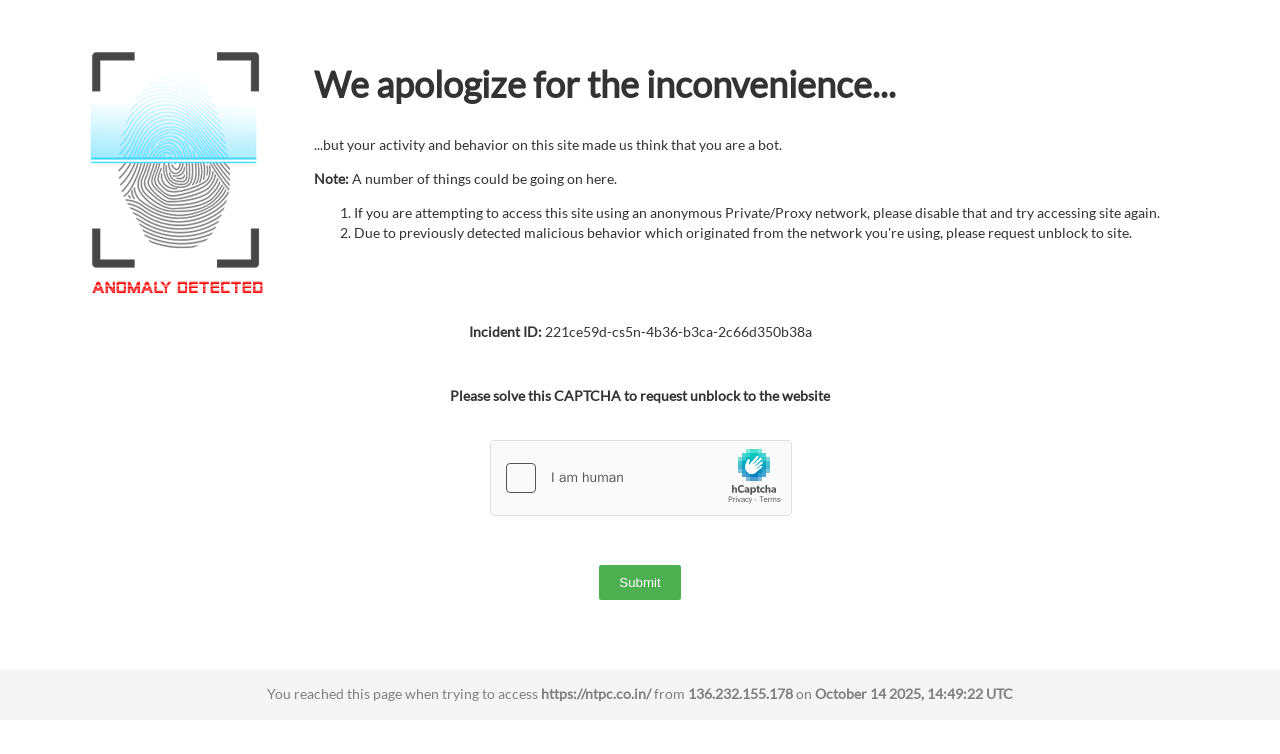 We apologize for the inconvenience...
...but your activity and behavior on this site made us think that you are a bot.
Note: A number of things could be going on here.
1. If you are attempting to access this site using an anonymous Private/Proxy network, please disable that and try accessing site again.
2. Due to previously detected malicious behavior which originated from the network you're using, please request unblock to site.
ANOMALY DETECTED
Incident ID: 221ce59d-cs5n-4b36-b3ca-2c66d350b38a
Please solve this CAPTCHA to request unblock to the website
I am human
hCaptcha
Privacy - Terms
Submit
You reached this page when trying to access https://ntpc.co.in/ from 136.232.155.178 on October 14 2025, 14:49:22 UTC